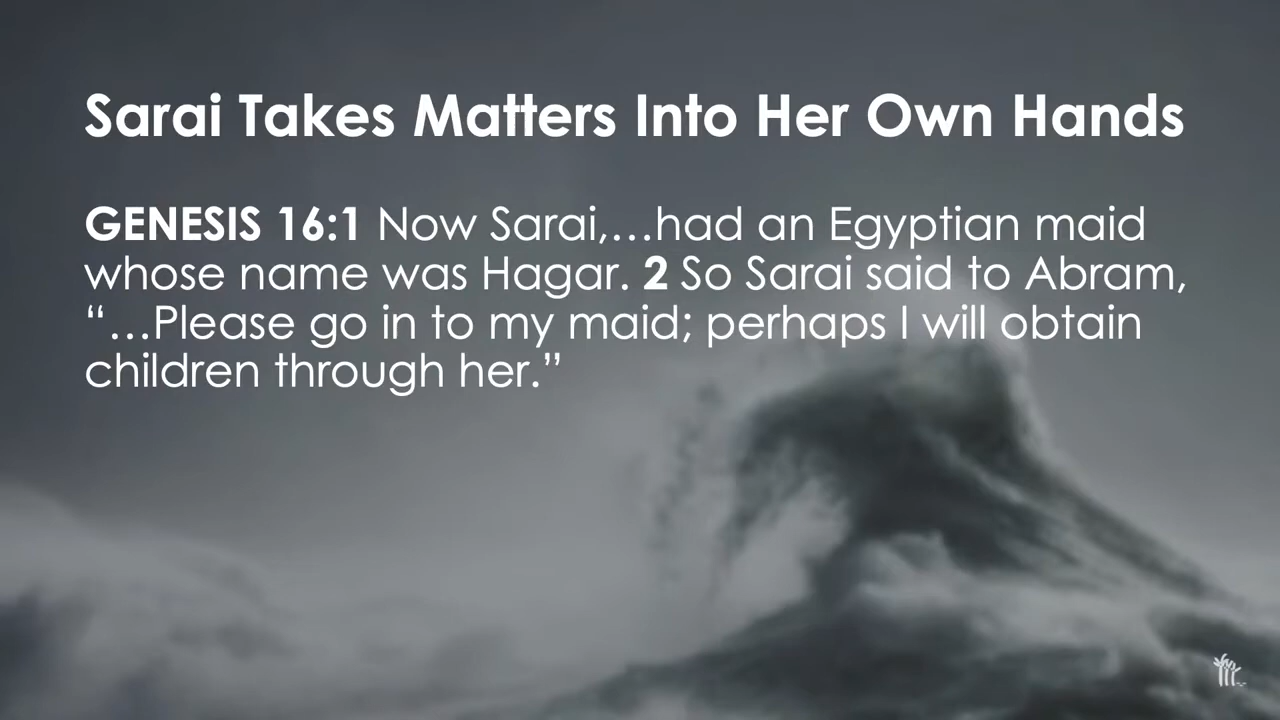 Sarai Takes Matters Into Her Own Hands
GENESIS 16:1 Now Sarai,…had an Egyptian maid
whose name was Hagar. 2 So Sarai said to Abram,
“…Please go in to my maid; perhaps I will obtain
children through her.”